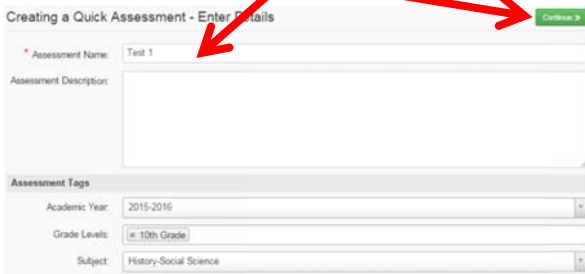 Creating a Quick Assessment - Enter Details
Continue
* Assessment Name: Test 1
Assessment Description:
Assessment Tags
Academic Year: 2015-2016
Grade Levels: × 10th Grade
Subject: History-Social Science